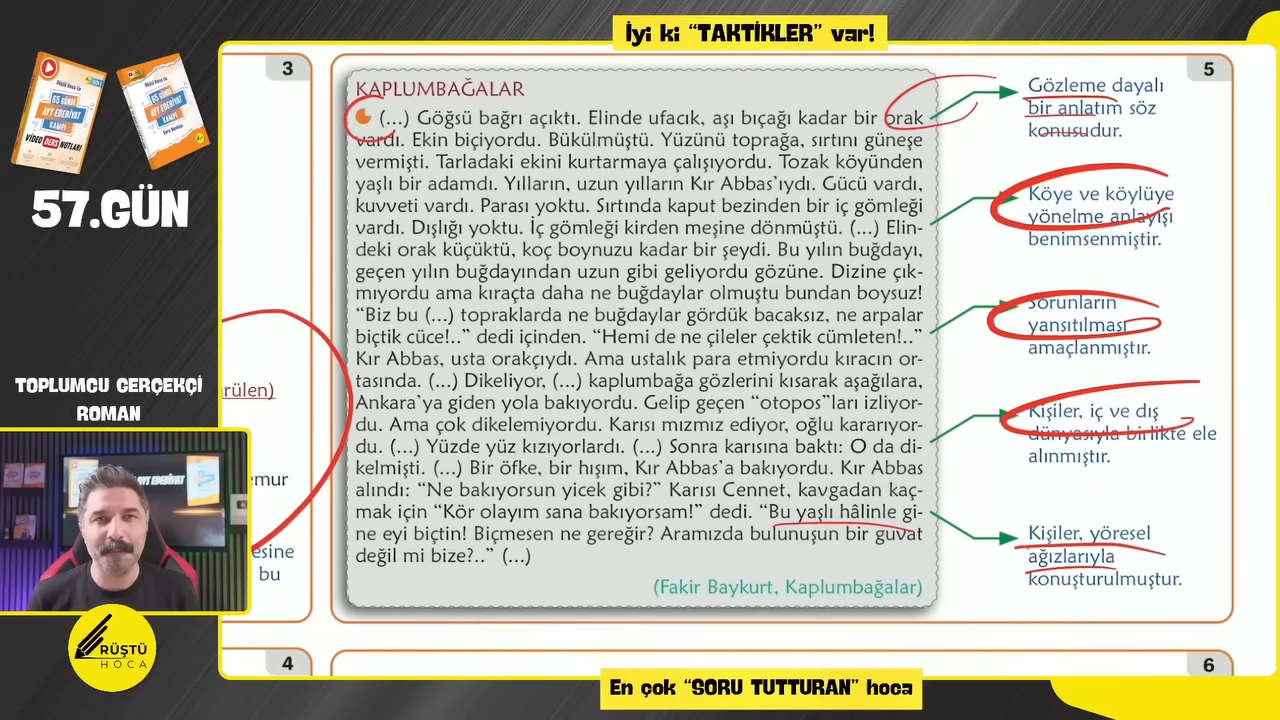 İyi ki “TAKTİKLER” var!
57.GÜN
TOPLUMCU GERÇEKÇİ
ROMAN
RÜŞTÜ
HOCA
3
rülen)
emur
esine
bu
4
5
KAPLUMBAĞALAR
(...) Göğsü bağrı açıktı. Elinde ufacık, aşı bıçağı kadar bir orak
vardı. Ekin biçiyordu. Bükülmüştü. Yüzünü toprağa, sırtını güneşe
vermişti. Tarladaki ekini kurtarmaya çalışıyordu. Tozak köyünden
yaşlı bir adamdı. Yılların, uzun yılların Kır Abbas’ıydı. Gücü vardı,
kuvveti vardı. Parası yoktu. Sırtında kaput bezinden bir iç gömleği
vardı. Dışlığı yoktu. İç gömleği kirden meşine dönmüştü. (...) Elin-
deki orak küçüktü, koç boynuzu kadar bir şeydi. Bu yılın buğdayı,
geçen yılın buğdayından uzun gibi geliyordu gözüne. Dizine çık-
mıyordu ama kıraçta daha ne buğdaylar olmuştu bundan boysuz!
“Biz bu (...) topraklarda ne buğdaylar gördük bacaksız, ne arpalar
biçtik cüce!..” dedi içinden. “Hemi de ne çileler çektik cümleten!..”
Kır Abbas, usta orakçıydı. Ama ustalık para etmiyordu kıracın or-
tasında. (...) Dikeliyor, (...) kaplumbağa gözlerini kısarak aşağılara,
Ankara’ya giden yola bakıyordu. Gelip geçen “otopos”ları izliyor-
du. Ama çok dikelemiyordu. Karısı mızmız ediyor, oğlu kararıyor-
du. (...) Yüzde yüz kızıyorlardı. (...) Sonra karısına baktı: O da di-
kelmişti. (...) Bir öfke, bir hışım, Kır Abbas’a bakıyordu. Kır Abbas
alındı: “Ne bakıyorsun yicek gibi?” Karısı Cennet, kavgadan kaç-
mak için “Kör olayım sana bakıyorsam!” dedi. “Bu yaşlı hâlinle gi-
ne eyi biçtin! Biçmesen ne gereğir? Aramızda bulunuşun bir guvat
değil mi bize?..” (...)
(Fakir Baykurt, Kaplumbağalar)
Gözleme dayalı
bir anlatım söz
konusudur.
Köye ve köylüye
yönelme anlayışı
benimsenmiştir.
Sorunların
yansıtılması
amaçlanmıştır.
Kişiler, iç ve dış
dünyasıyla birlikte ele
alınmıştır.
Kişiler, yöresel
ağızlarıyla
konuşturulmuştur.
6
En çok “SORU TUTTURAN” hoca